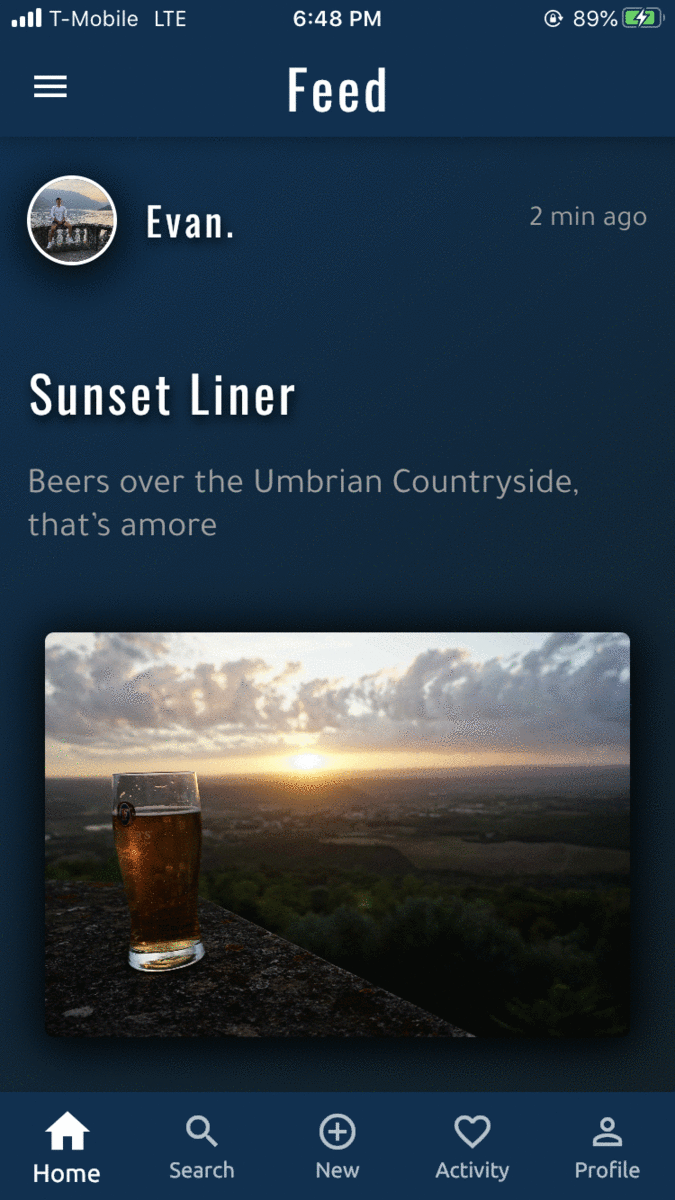 T-Mobile LTE 6:48 PM 89%
Feed
Evan. 2 min ago
Sunset Liner
Beers over the Umbrian Countryside,
that's amore
Home Search New Activity Profile